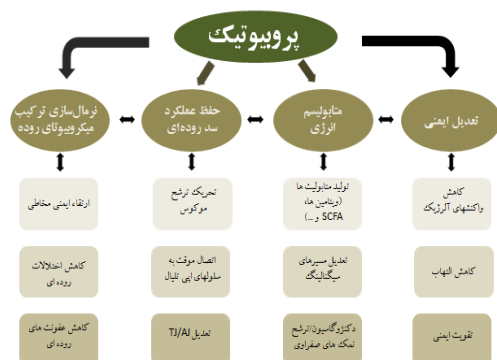 پروبیوتیک
تعدیل ایمنی
متابولیسم
انرژی
حفظ عملکرد
سد روده‌ای
نرمال‌سازی ترکیب
میکروبیوتای روده
کاهش
واکنشهای آلرژیک
تولید متابولیت ها
(ویتامین ها،
SCFA و ...)
تحریک ترشح
موکوس
ارتقاء ایمنی مخاطی
کاهش التهاب
تعدیل مسیرهای
سیگنالینگ
اتصال موقت به
سلولهای اپی تلیال
کاهش اختلالات
روده ای
تقویت ایمنی
دکنژوگاسیون/ترشح
نمک های صفراوی
تعدیل TJ/AJ
کاهش عفونت های
روده ای